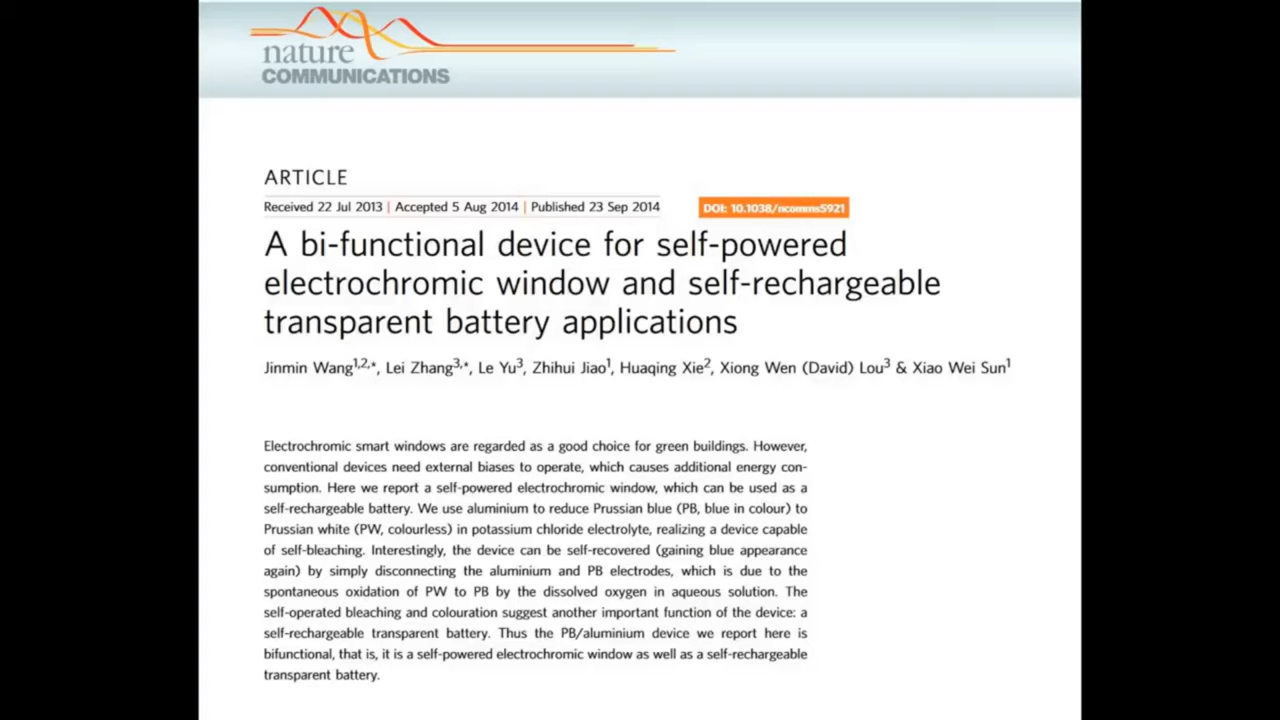 nature
COMMUNICATIONS
ARTICLE
Received 22 Jul 2013 | Accepted 5 Aug 2014 | Published 23 Sep 2014
DOI: 10.1038/ncomms5921
A bi-functional device for self-powered
electrochromic window and self-rechargeable
transparent battery applications
Jinmin Wang1,2,*, Lei Zhang3,*, Le Yu3, Zhihui Jiao1, Huaqing Xie2, Xiong Wen (David) Lou3 & Xiao Wei Sun1
Electrochromic smart windows are regarded as a good choice for green buildings. However,
conventional devices need external biases to operate, which causes additional energy con-
sumption. Here we report a self-powered electrochromic window, which can be used as a
self-rechargeable battery. We use aluminium to reduce Prussian blue (PB, blue in colour) to
Prussian white (PW, colourless) in potassium chloride electrolyte, realizing a device capable
of self-bleaching. Interestingly, the device can be self-recovered (gaining blue appearance
again) by simply disconnecting the aluminium and PB electrodes, which is due to the
spontaneous oxidation of PW to PB by the dissolved oxygen in aqueous solution. The
self-operated bleaching and colouration suggest another important function of the device: a
self-rechargeable transparent battery. Thus the PB/aluminium device we report here is
bifunctional, that is, it is a self-powered electrochromic window as well as a self-rechargeable
transparent battery.